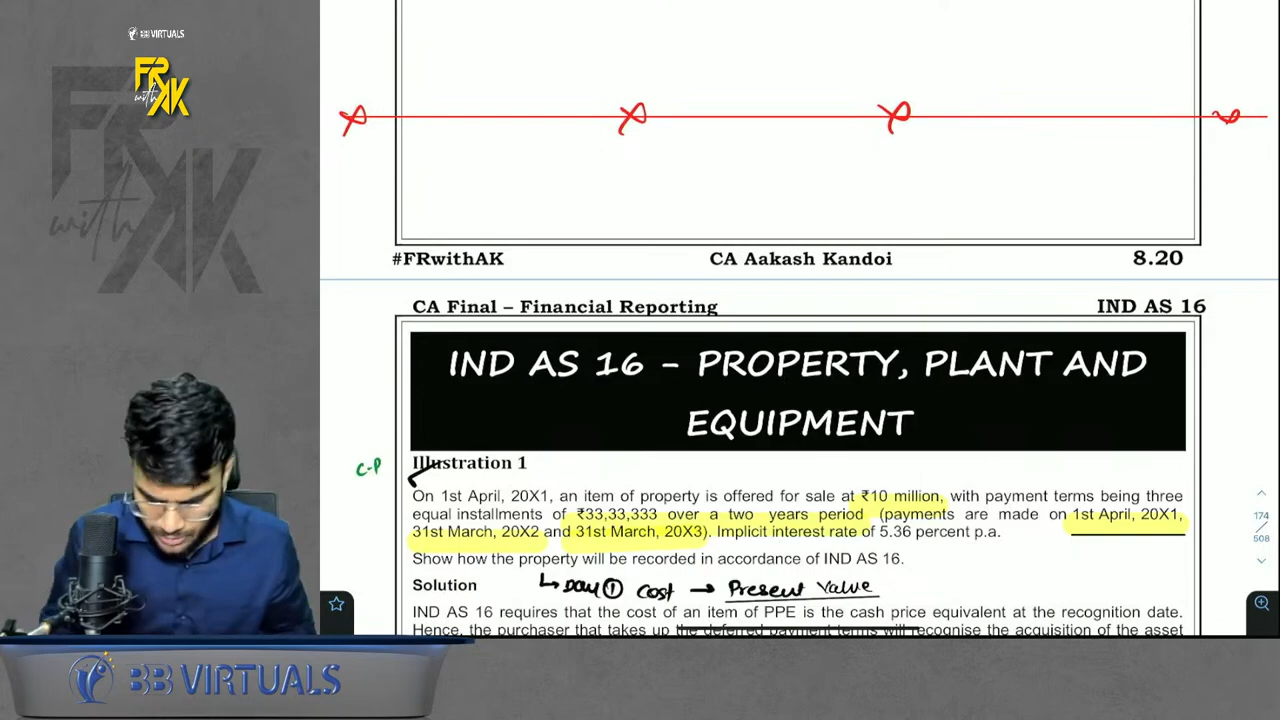 BB VIRTUALS
FR
with
AK
FR
with
AK
#FRwithAK CA Aakash Kandoi 8.20
CA Final – Financial Reporting IND AS 16
IND AS 16 – PROPERTY, PLANT AND
EQUIPMENT
C-P
Illustration 1
On 1st April, 20X1, an item of property is offered for sale at ₹10 million, with payment terms being three
equal installments of ₹33,33,333 over a two years period (payments are made on 1st April, 20X1,
31st March, 20X2 and 31st March, 20X3). Implicit interest rate of 5.36 percent p.a.
Show how the property will be recorded in accordance of IND AS 16.
Solution
↳ Day ① Cost → Present Value
IND AS 16 requires that the cost of an item of PPE is the cash price equivalent at the recognition date.
Hence, the purchaser that takes up the deferred payment terms will recognise the acquisition of the asset
174
538
BB VIRTUALS